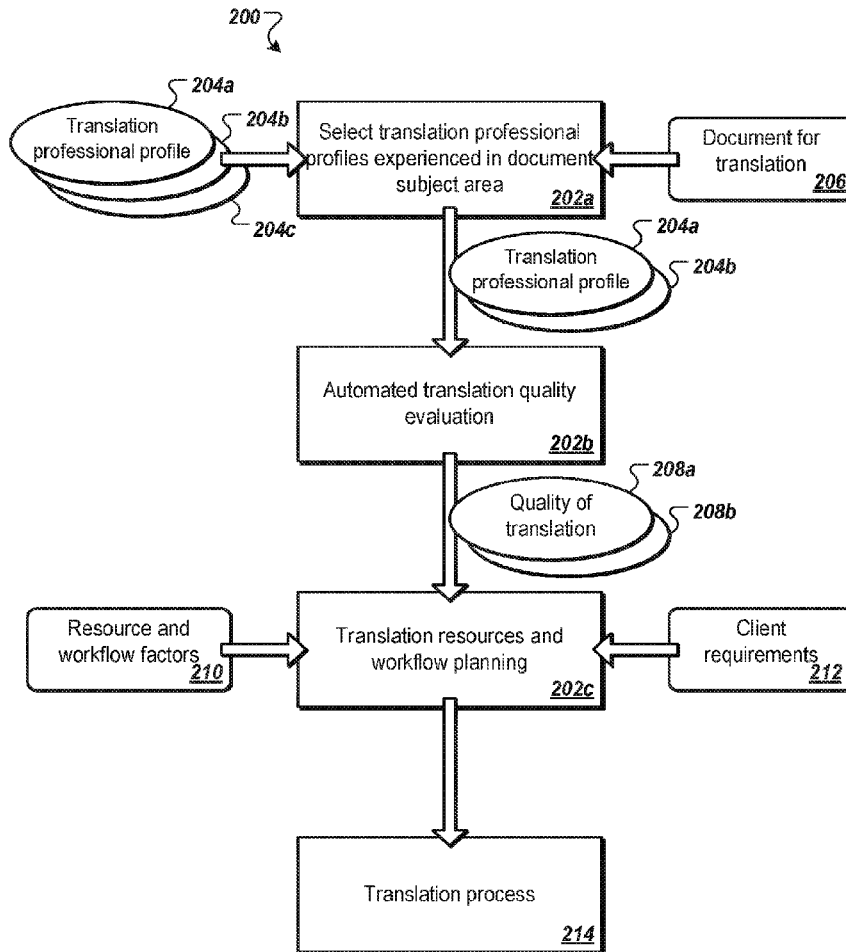 200
204a
204b
Translation
professional profile
204c
Select translation professional
profiles experienced in document
subject area
202a
Document for
translation
206
204a
204b
Translation
professional profile
Automated translation quality
evaluation
202b
208a
208b
Quality of
translation
Resource and
workflow factors
210
Translation resources and
workflow planning
202c
Client
requirements
212
Translation process
214